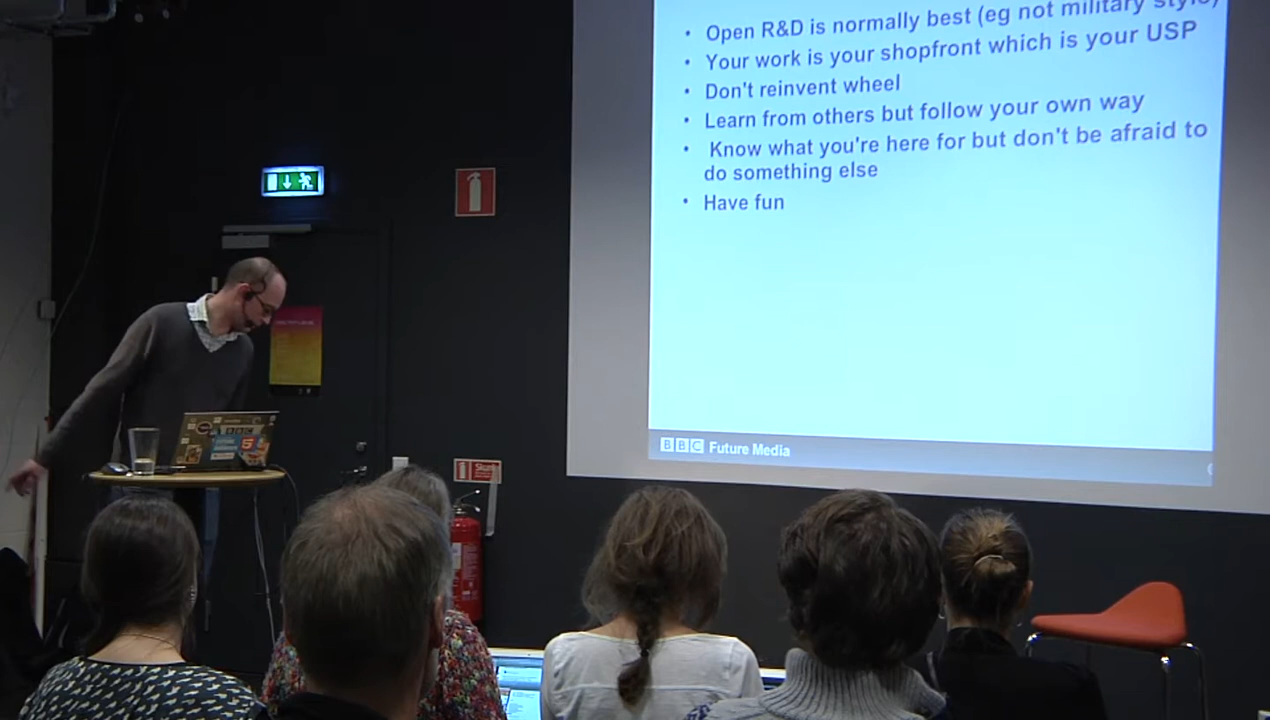 • Open R&D is normally best (eg not military style)
• Your work is your shopfront which is your USP
• Don't reinvent wheel
• Learn from others but follow your own way
• Know what you're here for but don't be afraid to
do something else
• Have fun
BBC Future Media
BBC
5